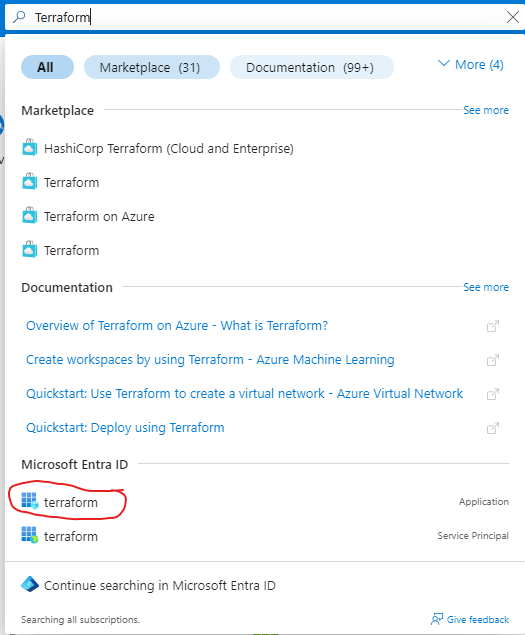 Terraform
All
Marketplace (31)
Documentation (99+)
More (4)
Marketplace
See more
HashiCorp Terraform (Cloud and Enterprise)
Terraform
Terraform on Azure
Terraform
Documentation
See more
Overview of Terraform on Azure - What is Terraform?
Create workspaces by using Terraform - Azure Machine Learning
Quickstart: Use Terraform to create a virtual network - Azure Virtual Network
Quickstart: Deploy using Terraform
Microsoft Entra ID
terraform Application
terraform Service Principal
Continue searching in Microsoft Entra ID
Searching all subscriptions.
Give feedback